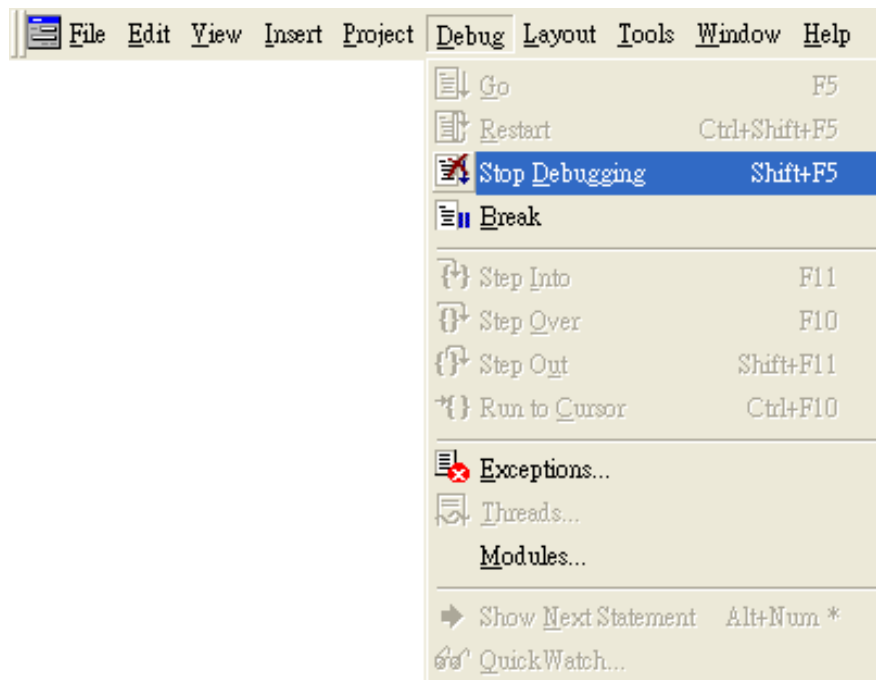 File Edit View Insert Project Debug Layout Tools Window Help
Go F5
Restart Ctrl+Shift+F5
Stop Debugging Shift+F5
Break
Step Into F11
Step Over F10
Step Out Shift+F11
Run to Cursor Ctrl+F10
Exceptions...
Threads...
Modules...
Show Next Statement Alt+Num *
QuickWatch...